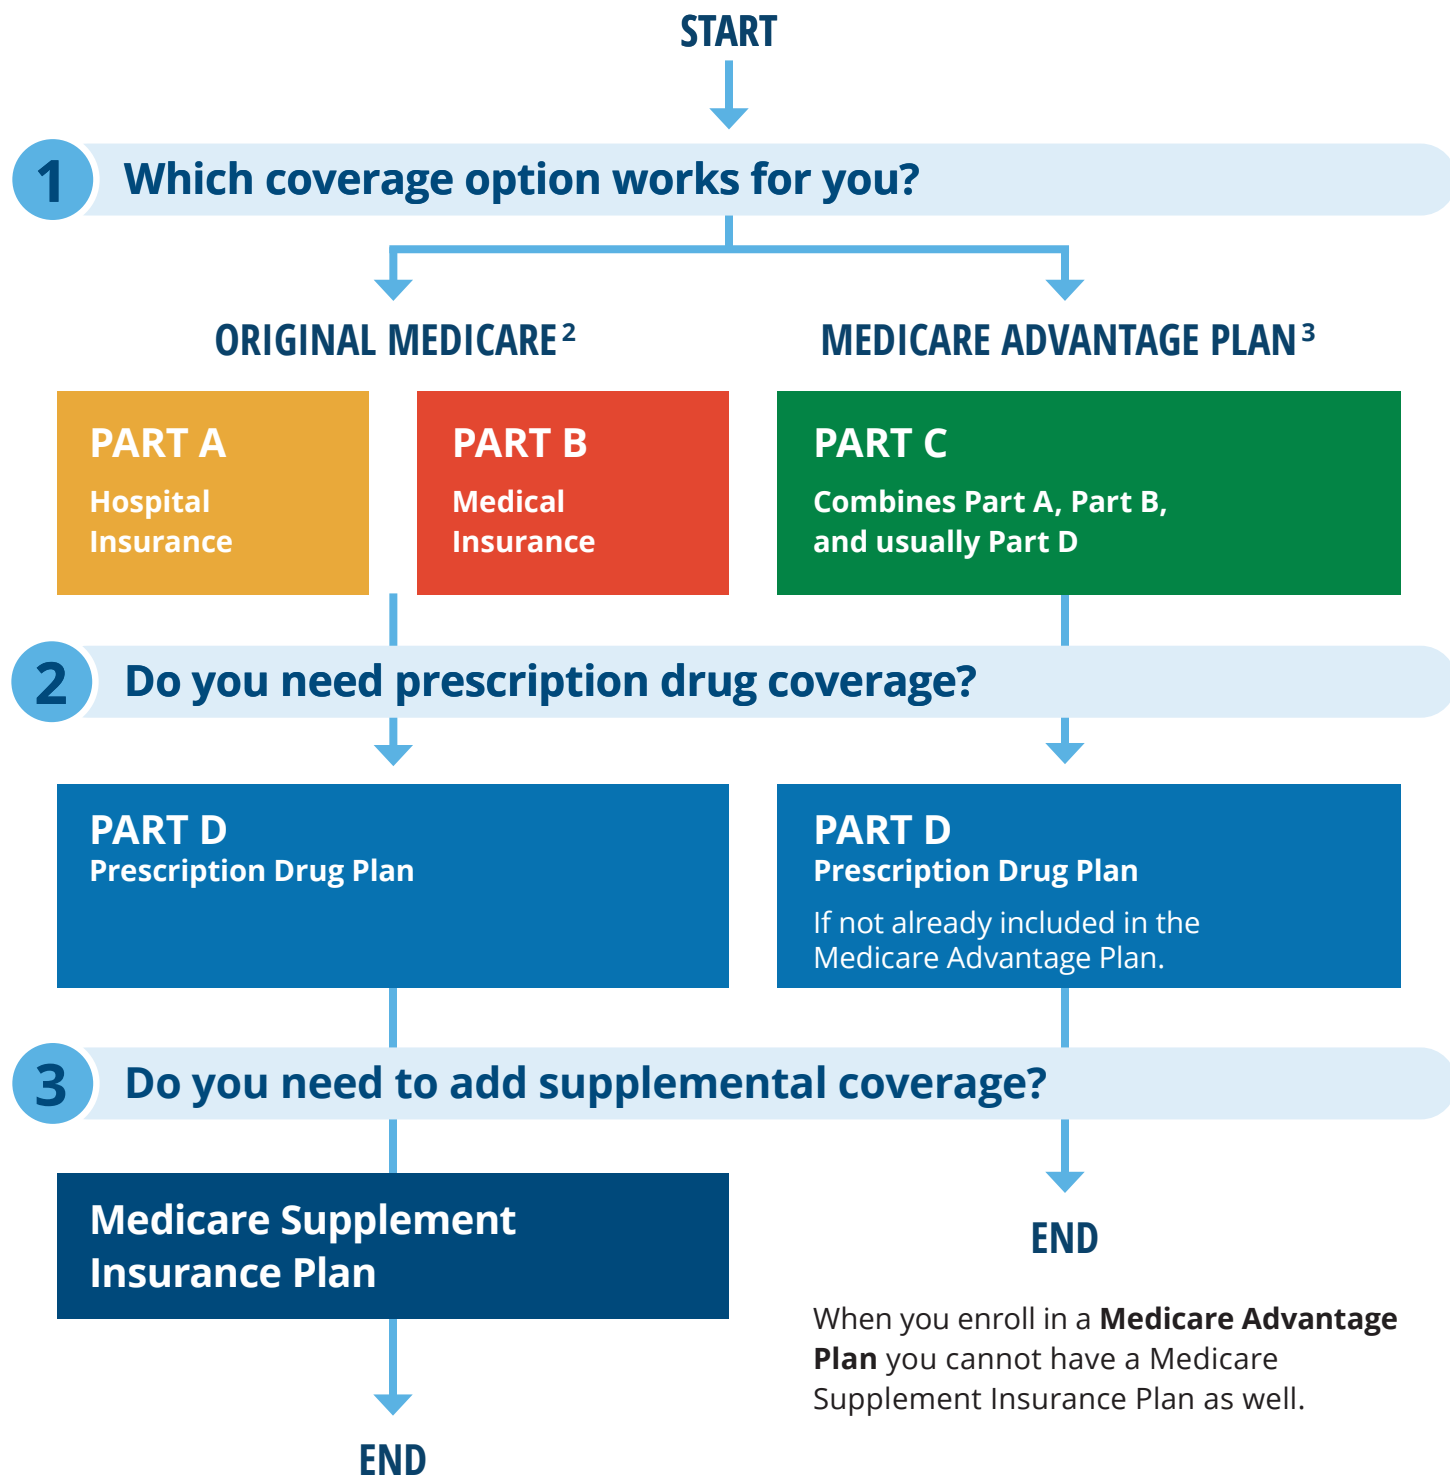 START
1 Which coverage option works for you?
ORIGINAL MEDICARE 2
MEDICARE ADVANTAGE PLAN 3
PART A
Hospital
Insurance
PART B
Medical
Insurance
PART C
Combines Part A, Part B,
and usually Part D
2 Do you need prescription drug coverage?
PART D
Prescription Drug Plan
PART D
Prescription Drug Plan
If not already included in the
Medicare Advantage Plan.
3 Do you need to add supplemental coverage?
Medicare Supplement
Insurance Plan
END
END
When you enroll in a Medicare Advantage
Plan you cannot have a Medicare
Supplement Insurance Plan as well.